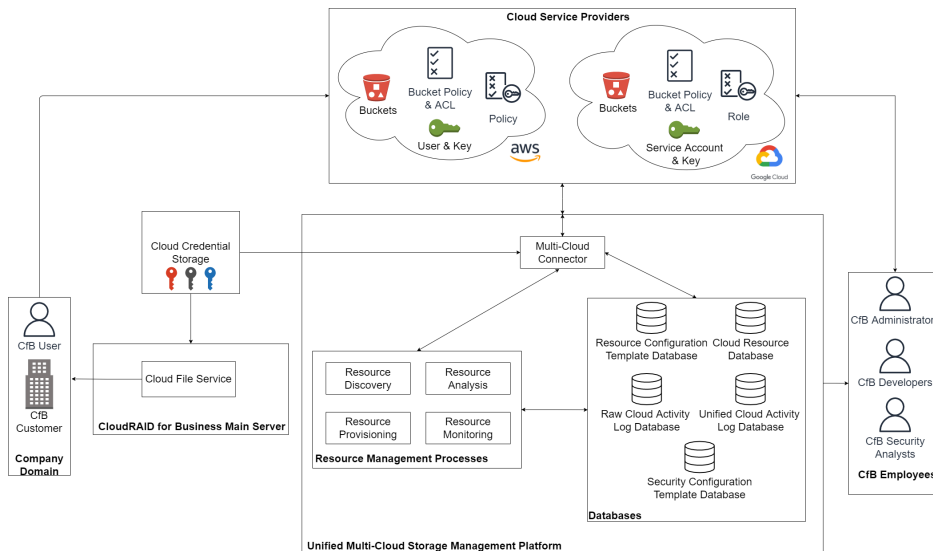 Cloud Service Providers
Buckets
Bucket Policy
& ACL
Policy
User & Key
aws
Buckets
Bucket Policy
& ACL
Role
Service Account
& Key
Google Cloud
Cloud Credential
Storage
Multi-Cloud
Connector
CfB User
CfB
Customer
Company
Domain
Cloud File Service
CloudRAID for Business Main Server
Resource
Discovery
Resource
Analysis
Resource
Provisioning
Resource
Monitoring
Resource Management Processes
Resource Configuration
Template Database
Cloud Resource
Database
Raw Cloud Activity
Log Database
Unified Cloud Activity
Log Database
Security Configuration
Template Database
Databases
Unified Multi-Cloud Storage Management Platform
CfB Administrator
CfB Developers
CfB Security
Analysts
CfB Employees